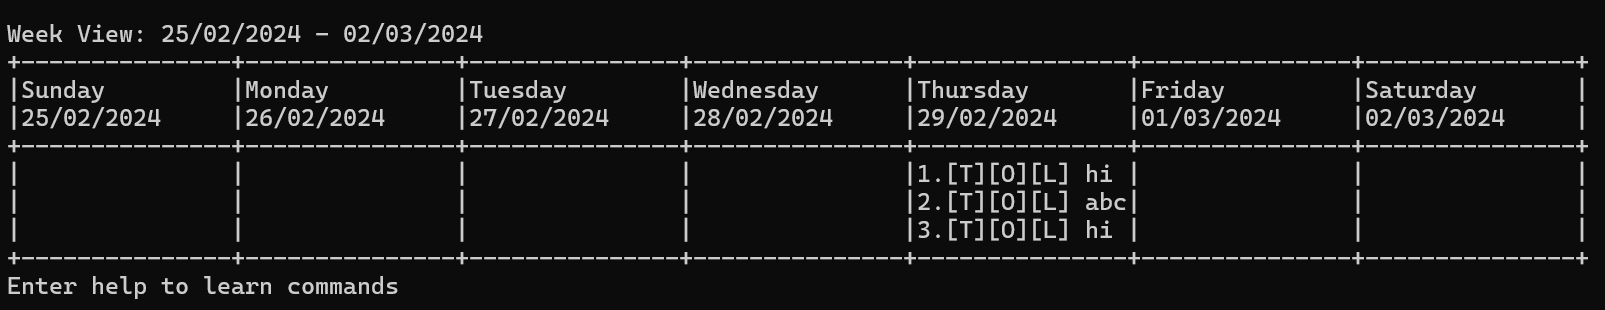 Week View: 25/02/2024 - 02/03/2024
+---------------+---------------+---------------+---------------+---------------+---------------+---------------+
|Sunday         |Monday         |Tuesday        |Wednesday      |Thursday       |Friday         |Saturday       |
|25/02/2024     |26/02/2024     |27/02/2024     |28/02/2024     |29/02/2024     |01/03/2024     |02/03/2024     |
+---------------+---------------+---------------+---------------+---------------+---------------+---------------+
|               |               |               |               |1.[T][O][L] hi |               |               |
|               |               |               |               |2.[T][O][L] abc|               |               |
|               |               |               |               |3.[T][O][L] hi |               |               |
+---------------+---------------+---------------+---------------+---------------+---------------+---------------+
Enter help to learn commands